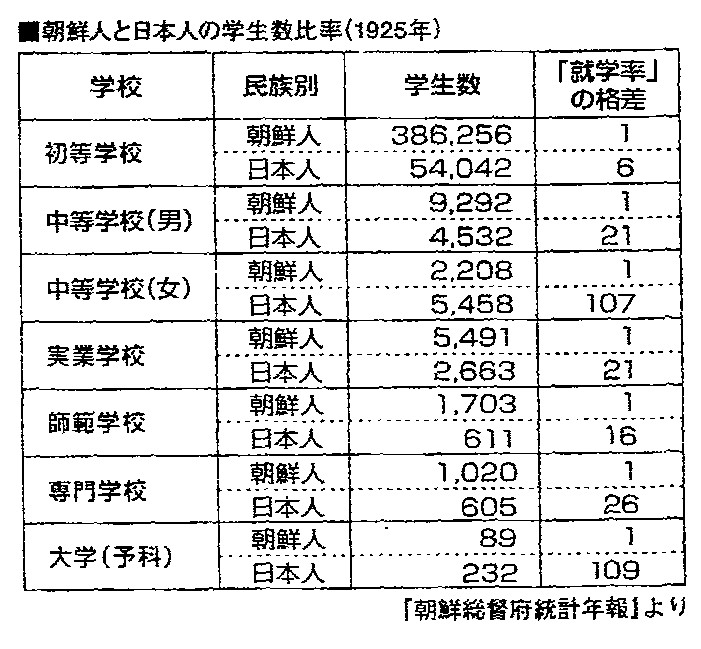 ■朝鮮人と日本人の学生数比率(1925年)
学校 民族別 学生数 「就学率」の格差
初等学校 朝鮮人 386,256 1
日本人 54,042 6
中等学校(男) 朝鮮人 9,292 1
日本人 4,532 21
中等学校(女) 朝鮮人 2,208 1
日本人 5,458 107
実業学校 朝鮮人 5,491 1
日本人 2,663 21
師範学校 朝鮮人 1,703 1
日本人 611 16
専門学校 朝鮮人 1,020 1
日本人 605 26
大学(予科) 朝鮮人 89 1
日本人 232 109
『朝鮮総督府統計年報』より